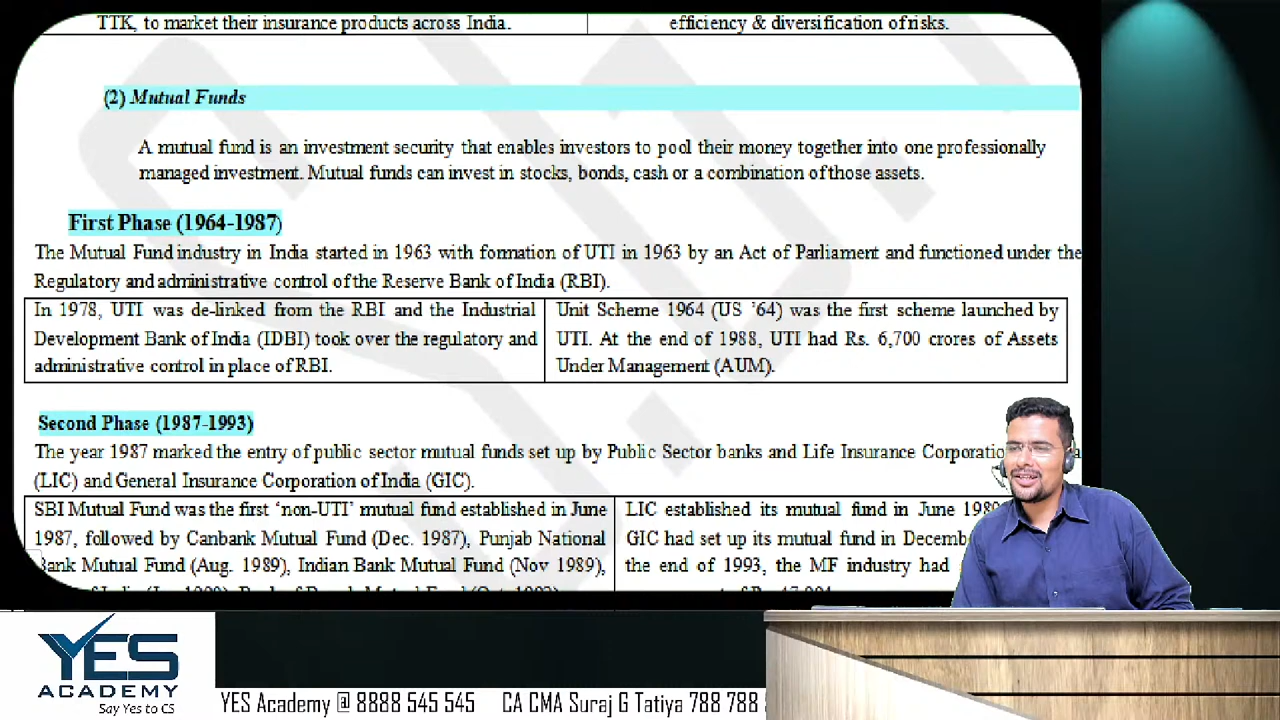 TTK, to market their insurance products across India.
efficiency & diversification of risks.
(2) Mutual Funds
A mutual fund is an investment security that enables investors to pool their money together into one professionally
managed investment. Mutual funds can invest in stocks, bonds, cash or a combination of those assets.
First Phase (1964-1987)
The Mutual Fund industry in India started in 1963 with formation of UTI in 1963 by an Act of Parliament and functioned under the
Regulatory and administrative control of the Reserve Bank of India (RBI).
In 1978, UTI was de-linked from the RBI and the Industrial
Development Bank of India (IDBI) took over the regulatory and
administrative control in place of RBI.
Unit Scheme 1964 (US ’64) was the first scheme launched by
UTI. At the end of 1988, UTI had Rs. 6,700 crores of Assets
Under Management (AUM).
Second Phase (1987-1993)
The year 1987 marked the entry of public sector mutual funds set up by Public Sector banks and Life Insurance Corporatio
(LIC) and General Insurance Corporation of India (GIC).
SBI Mutual Fund was the first ‘non-UTI’ mutual fund established in June
1987, followed by Canbank Mutual Fund (Dec. 1987), Punjab National
Bank Mutual Fund (Aug. 1989), Indian Bank Mutual Fund (Nov 1989),
LIC established its mutual fund in June 1989
GIC had set up its mutual fund in Decemb
the end of 1993, the MF industry had
YES
ACADEMY
Say Yes to CS
YES Academy @ 8888 545 545 CA CMA Suraj G Tatiya 788 788